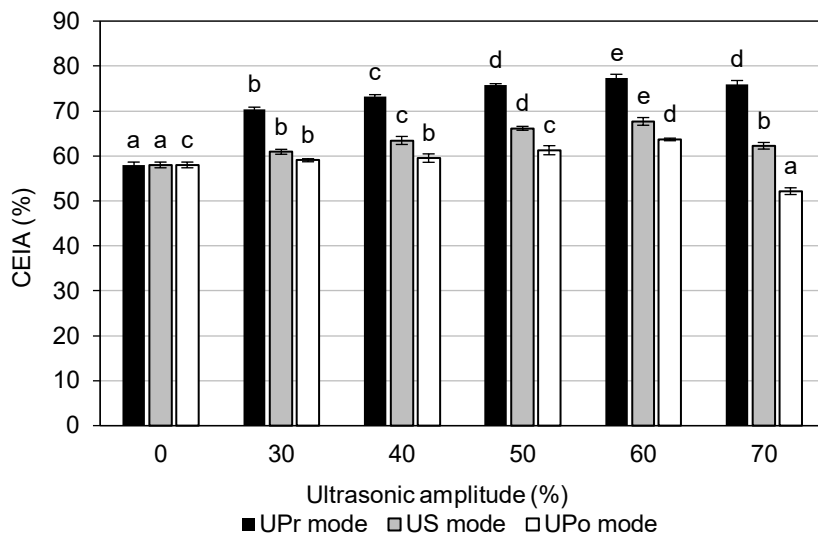 90
80
70
60
50
40
30
20
10
0
CEIA (%)
a a c
b b b
c c b
d d c
e e d
d b a
0 30 40 50 60 70
Ultrasonic amplitude (%)
UPr mode US mode UPo mode